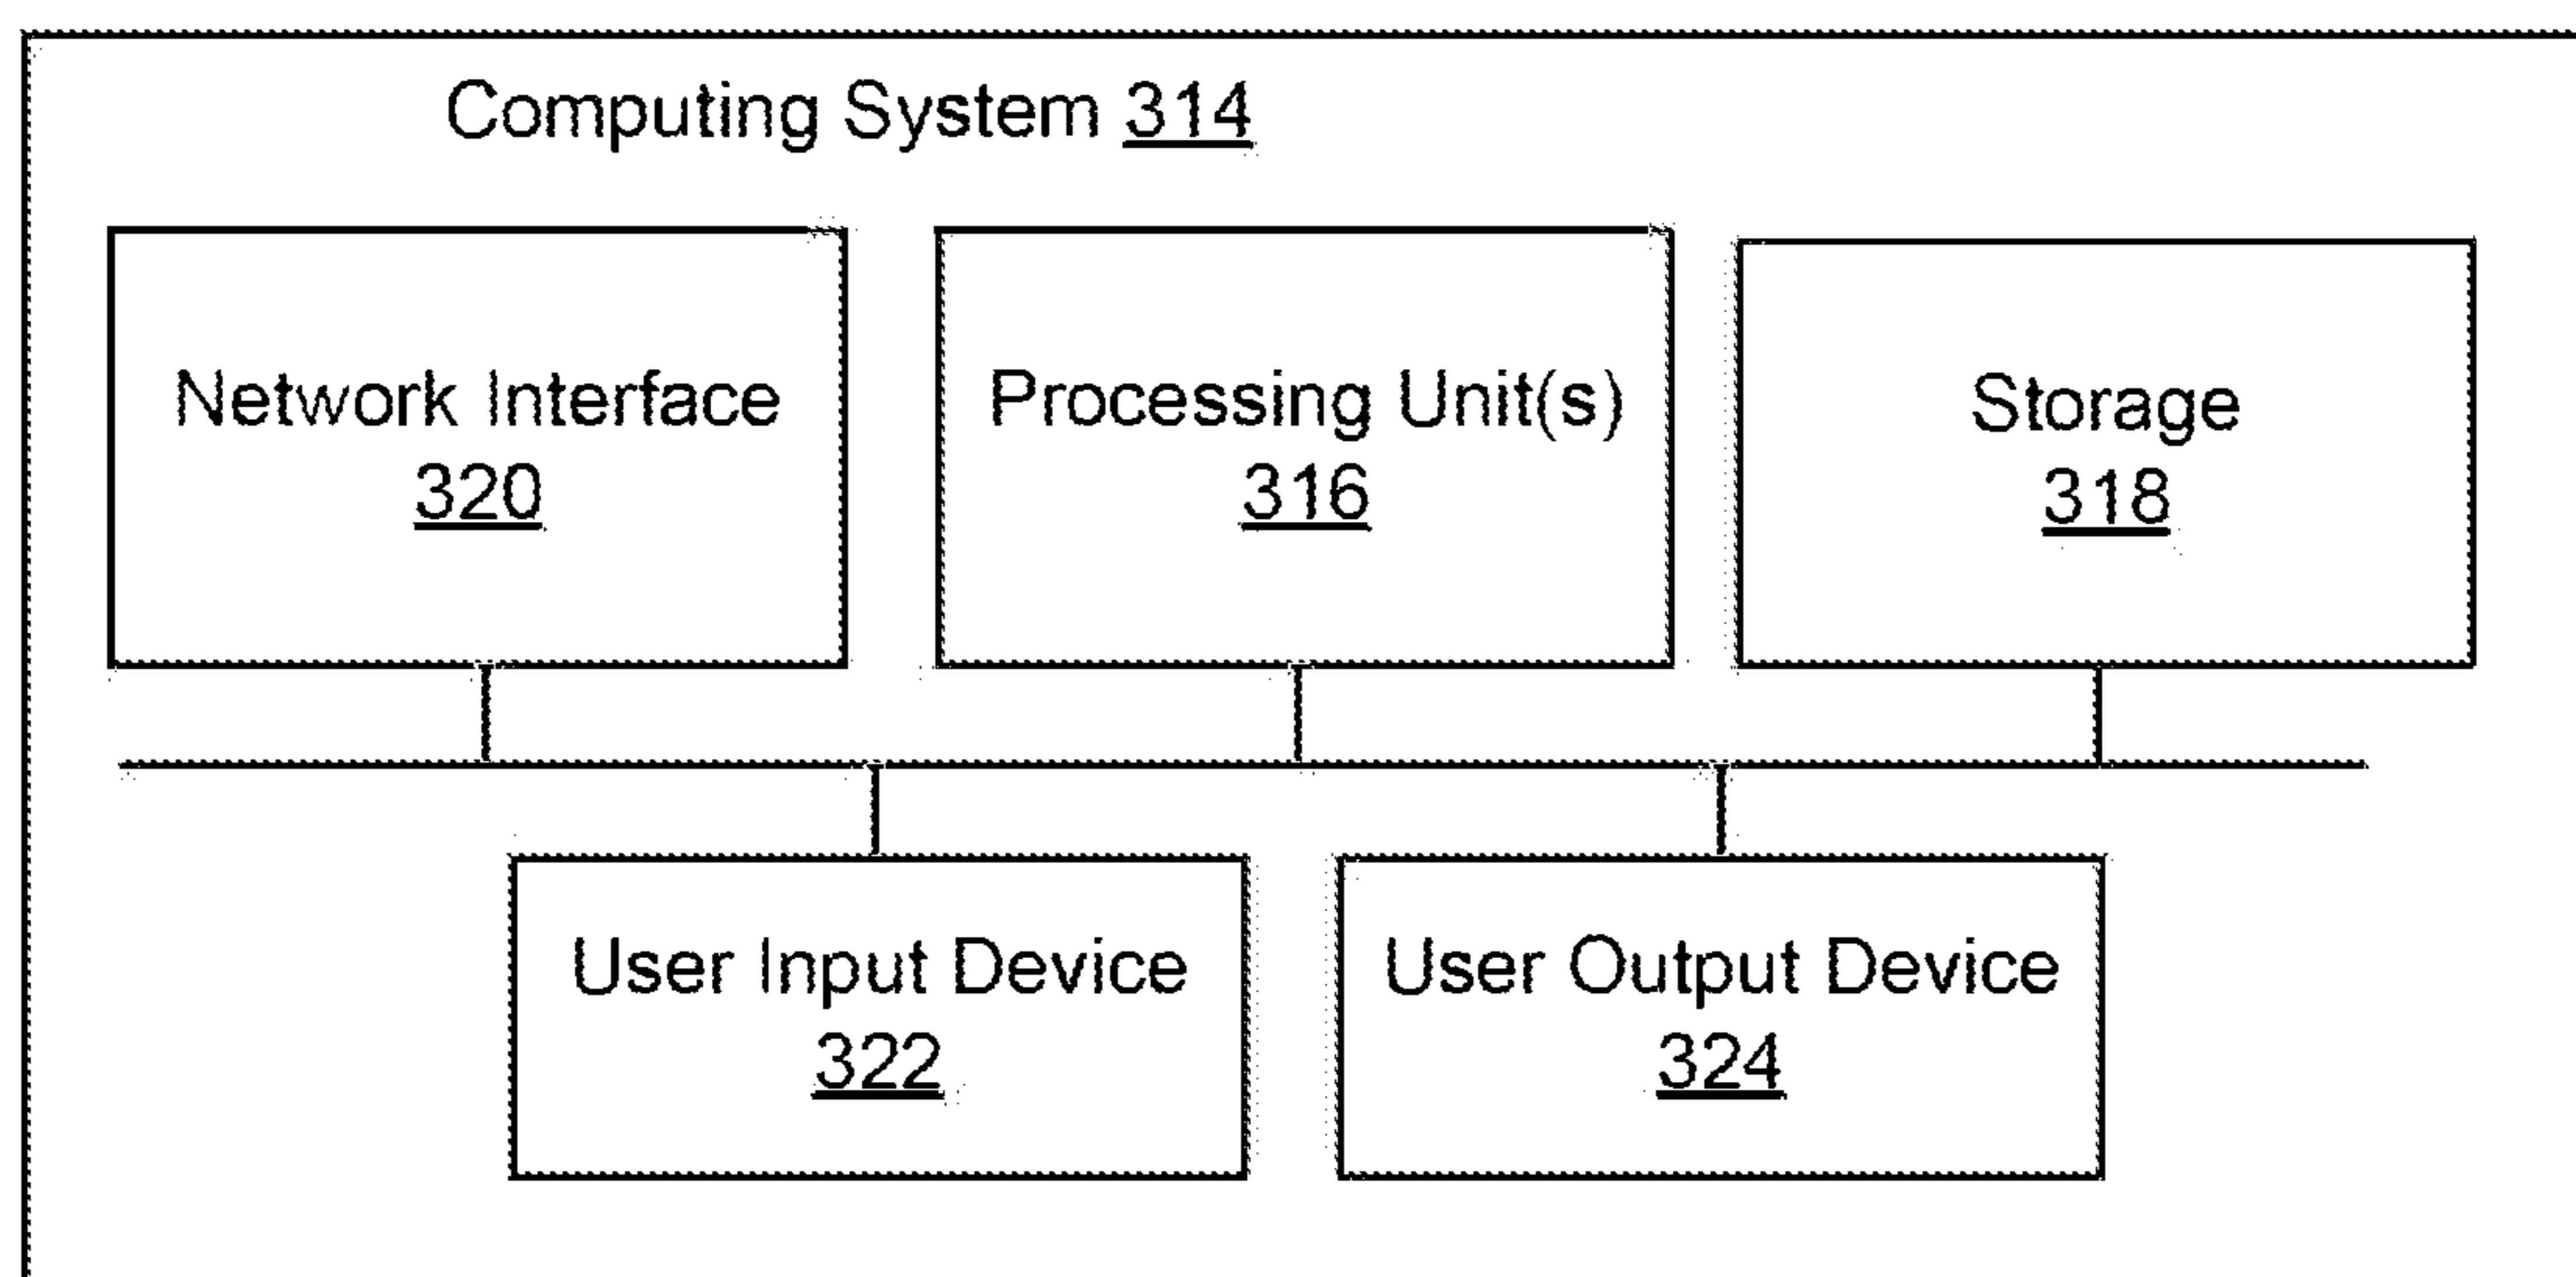 Computing System 314
Network Interface
320
Processing Unit(s)
316
Storage
318
User Input Device
322
User Output Device
324